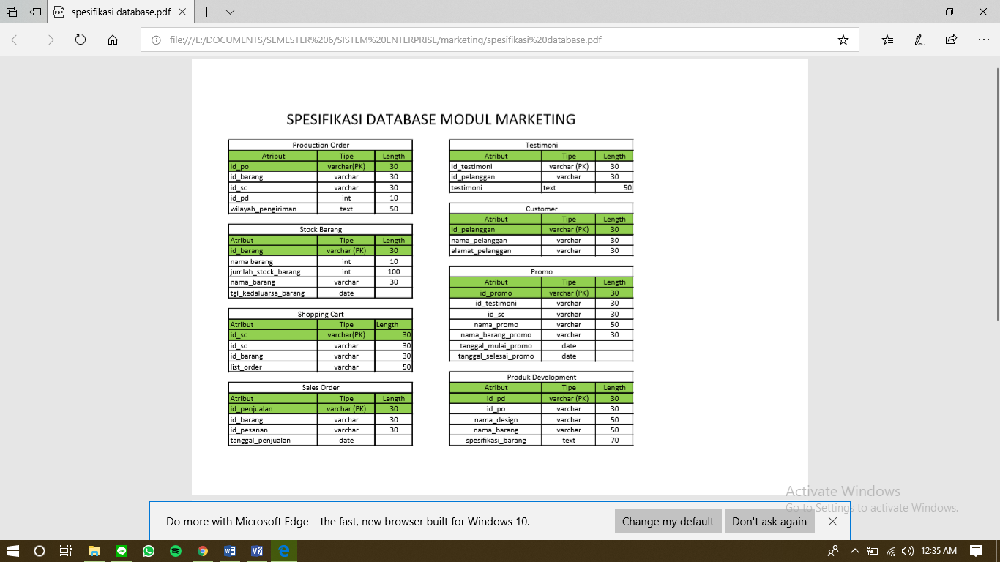 spesifikasi database.pdf
file:///E:/DOCUMENTS/SEMESTER%206/SISTEM%20ENTERPRISE/marketing/spesifikasi%20database.pdf
SPESIFIKASI DATABASE MODUL MARKETING
Production Order
Atribut Tipe Length
id_po varchar(PK) 30
id_barang varchar 30
id_sc varchar 30
id_pd int 10
wilayah_pengiriman text 50
Stock Barang
Atribut Tipe Length
id_barang varchar (PK) 30
nama barang int 10
jumlah_stock_barang int 100
nama_barang varchar 30
tgl_kedaluarsa_barang date
Shopping Cart
Atribut Tipe Length
id_sc varchar(PK) 30
id_so varchar 30
id_barang varchar 30
list_order varchar 50
Sales Order
Atribut Tipe Length
id_penjualan varchar (PK) 30
id_barang varchar 30
id_pesanan varchar 30
tanggal_penjualan date
Testimoni
Atribut Tipe Length
id_testimoni varchar (PK) 30
id_pelanggan varchar 30
testimoni text 50
Customer
Atribut Tipe Length
id_pelanggan varchar (PK) 30
nama_pelanggan varchar 30
alamat_pelanggan varchar 30
Promo
Atribut Tipe Length
id_promo varchar (PK) 30
id_testimoni varchar 30
id_sc varchar 30
nama_promo varchar 50
nama_barang_promo varchar 30
tanggal_mulai_promo date
tanggal_selesai_promo date
Produk Development
Atribut Tipe Length
id_pd varchar (PK) 30
id_po varchar 30
nama_design varchar 50
nama_barang varchar 50
spesifikasi_barang text 70
Activate Windows
Go to Settings to activate Windows.
Do more with Microsoft Edge – the fast, new browser built for Windows 10.
Change my default
Don't ask again
12:35 AM